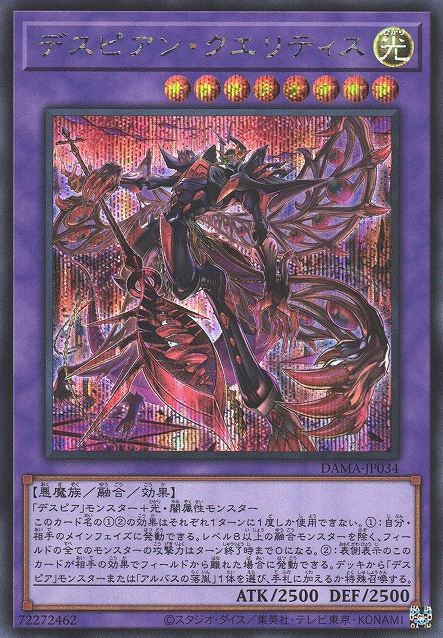 デスピアン・クエリティス
光
DAMA-JP034
【悪魔族/融合/効果】
「デスピア」モンスター+光・闇属性モンスター
このカード名の①②の効果はそれぞれ1ターンに1度しか使用できない。①:自分・
相手のメインフェイズに発動できる。レベル8以上の融合モンスターを除く、フィー
ルドの全てのモンスターの攻撃力はターン終了時まで0になる。②:表側表示のこの
カードが相手の効果でフィールドから離れた場合に発動できる。デッキから「デス
ピア」モンスターまたは「アルバスの落胤」1体を選び、手札に加えるか特殊召喚する。
ATK/2500 DEF/2500
72272462
©スタジオ・ダイス/集英社・テレビ東京・KONAMI